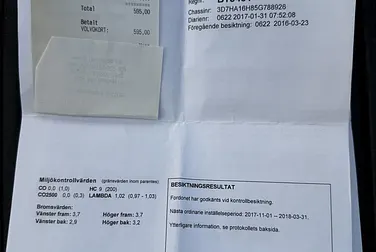 Total
595,00
Betalt
VOLVOKORT: 595,00
Regnr:
Chassinr: 3D7HA16H85G788928
Diarienr: 0622 2017-01-31 07:52:08
Föregående besiktning: 0622 2016-03-23
Miljökontrollvärden (gränsvärden inom parentes)
CO 0,0 (1,0) HC 9 (200)
CO2500 0,0 (0,3) LAMBDA 1,02 (0,97 - 1,03)
Bromsvärden:
Vänster fram: 3,7 Höger fram: 3,7
Vänster bak: 2,9 Höger bak: 3,2
BESIKTNINGSRESULTAT
Fordonet har godkänts vid kontrollbesiktning.
Nästa ordinarie inställelseperiod: 2017-11-01 -- 2018-03-31.
Ytterligare information, se protokollets baksida.